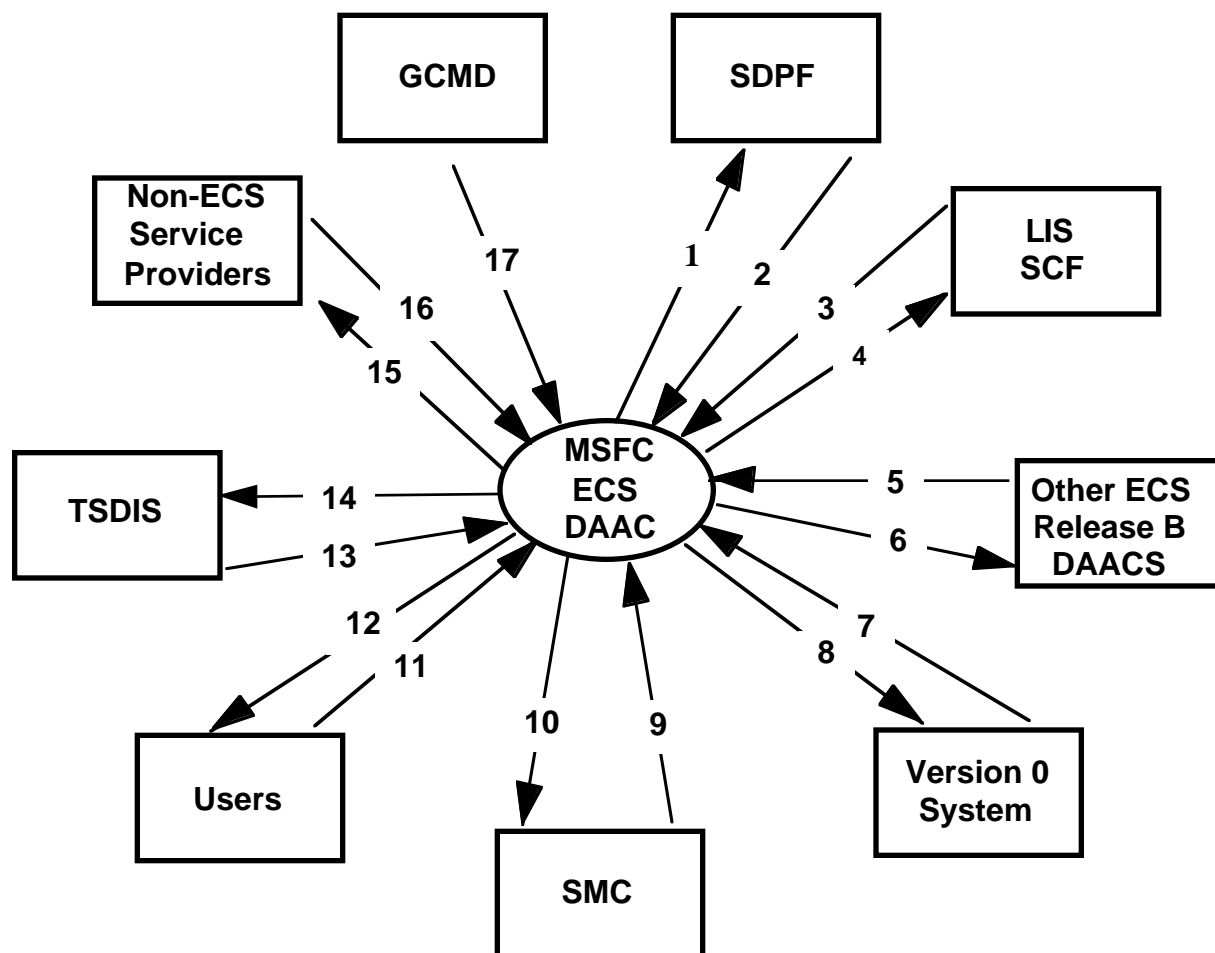 GCMD
SDPF
Non-ECS
Service
Providers
LIS
SCF
17
1
2
16
3
15
4
MSFC
ECS
DAAC
TSDIS
14
13
5
6
Other ECS
Release B
DAACS
12
11
7
8
10
9
Users
SMC
Version 0
System